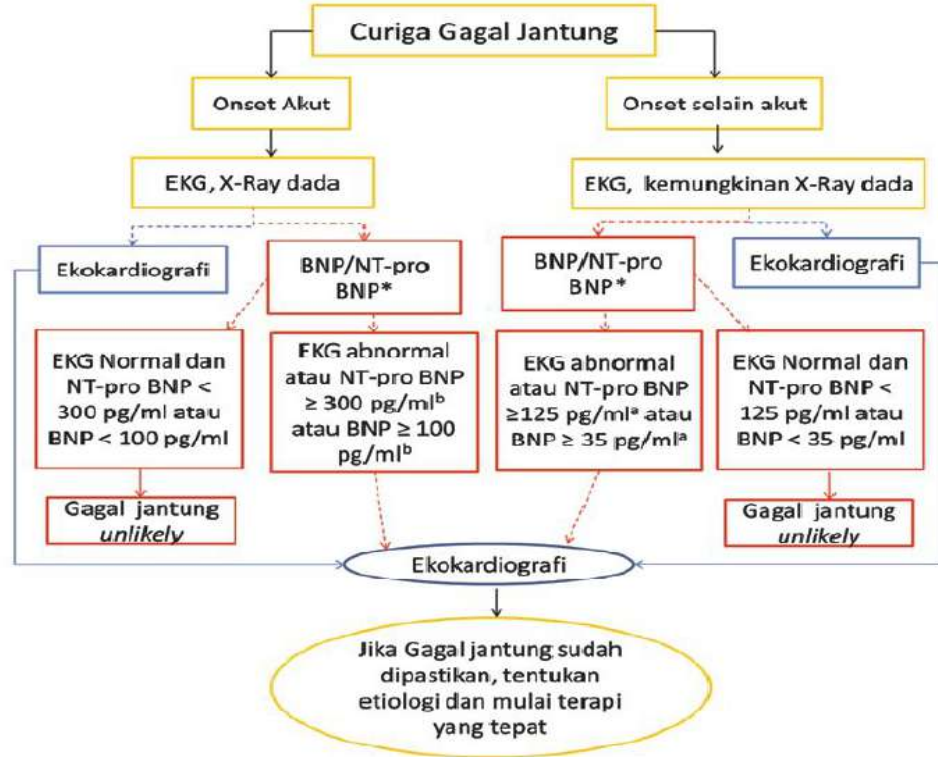 Curiga Gagal Jantung
Onset Akut
Onset selain akut
EKG, X-Ray dada
EKG, kemungkinan X-Ray dada
Ekokardiografi
BNP/NT-pro
BNP*
BNP/NT-pro
BNP*
Ekokardiografi
EKG Normal dan
NT-pro BNP <
300 pg/ml atau
BNP < 100 pg/ml
EKG abnormal
atau NT-pro BNP
≥ 300 pg/mlᵇ
atau BNP ≥ 100
pg/mlᵇ
EKG abnormal
atau NT-pro BNP
≥125 pg/mlᵃ atau
BNP ≥ 35 pg/mlᵃ
EKG Normal dan
NT-pro BNP <
125 pg/ml atau
BNP < 35 pg/ml
Gagal jantung
unlikely
Gagal jantung
unlikely
Ekokardiografi
Jika Gagal jantung sudah
dipastikan, tentukan
etiologi dan mulai terapi
yang tepat